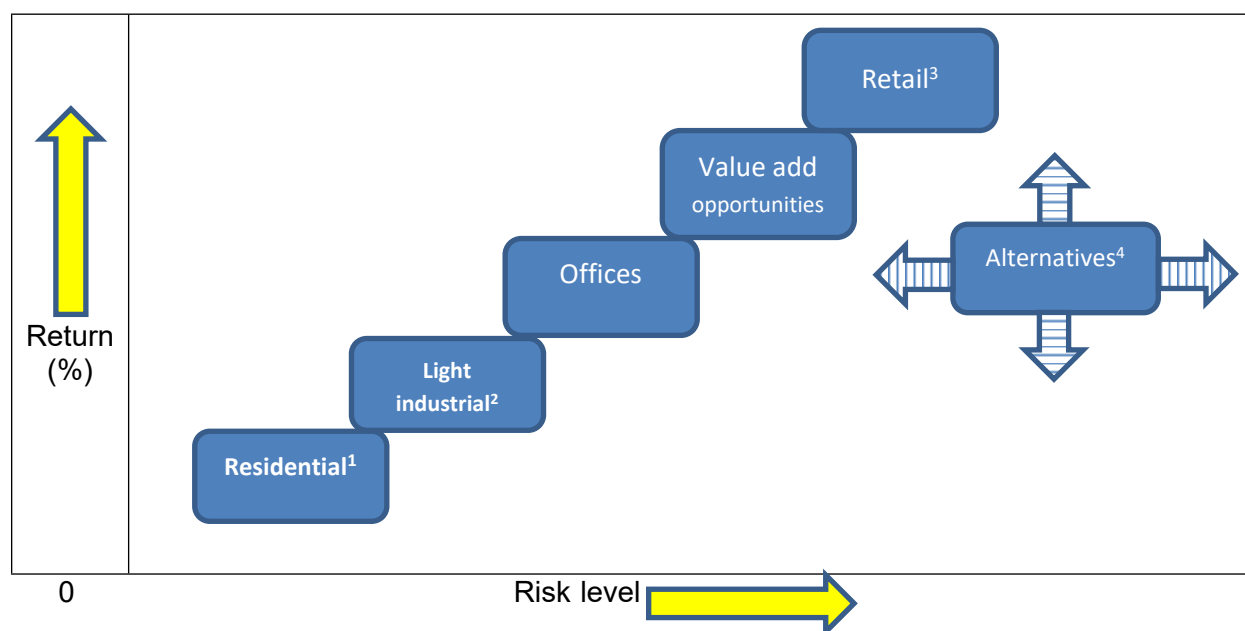 Retail³
Value add
opportunities
Offices
Alternatives⁴
Return
(%)
Light
industrial²
Residential¹
0
Risk level